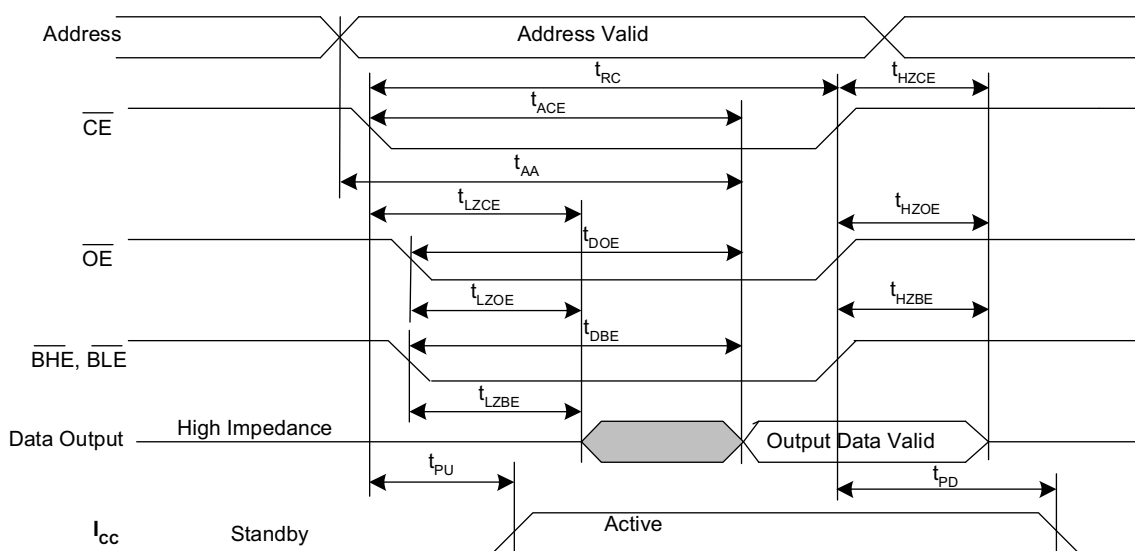 Address
Address Valid
tRC
tHZCE
tACE
CE
tAA
tLZCE
tHZOE
tDOE
OE
tLZOE
tHZBE
tDBE
BHE, BLE
tLZBE
Data Output
High Impedance
Output Data Valid
tPU
tPD
ICC
Standby
Active